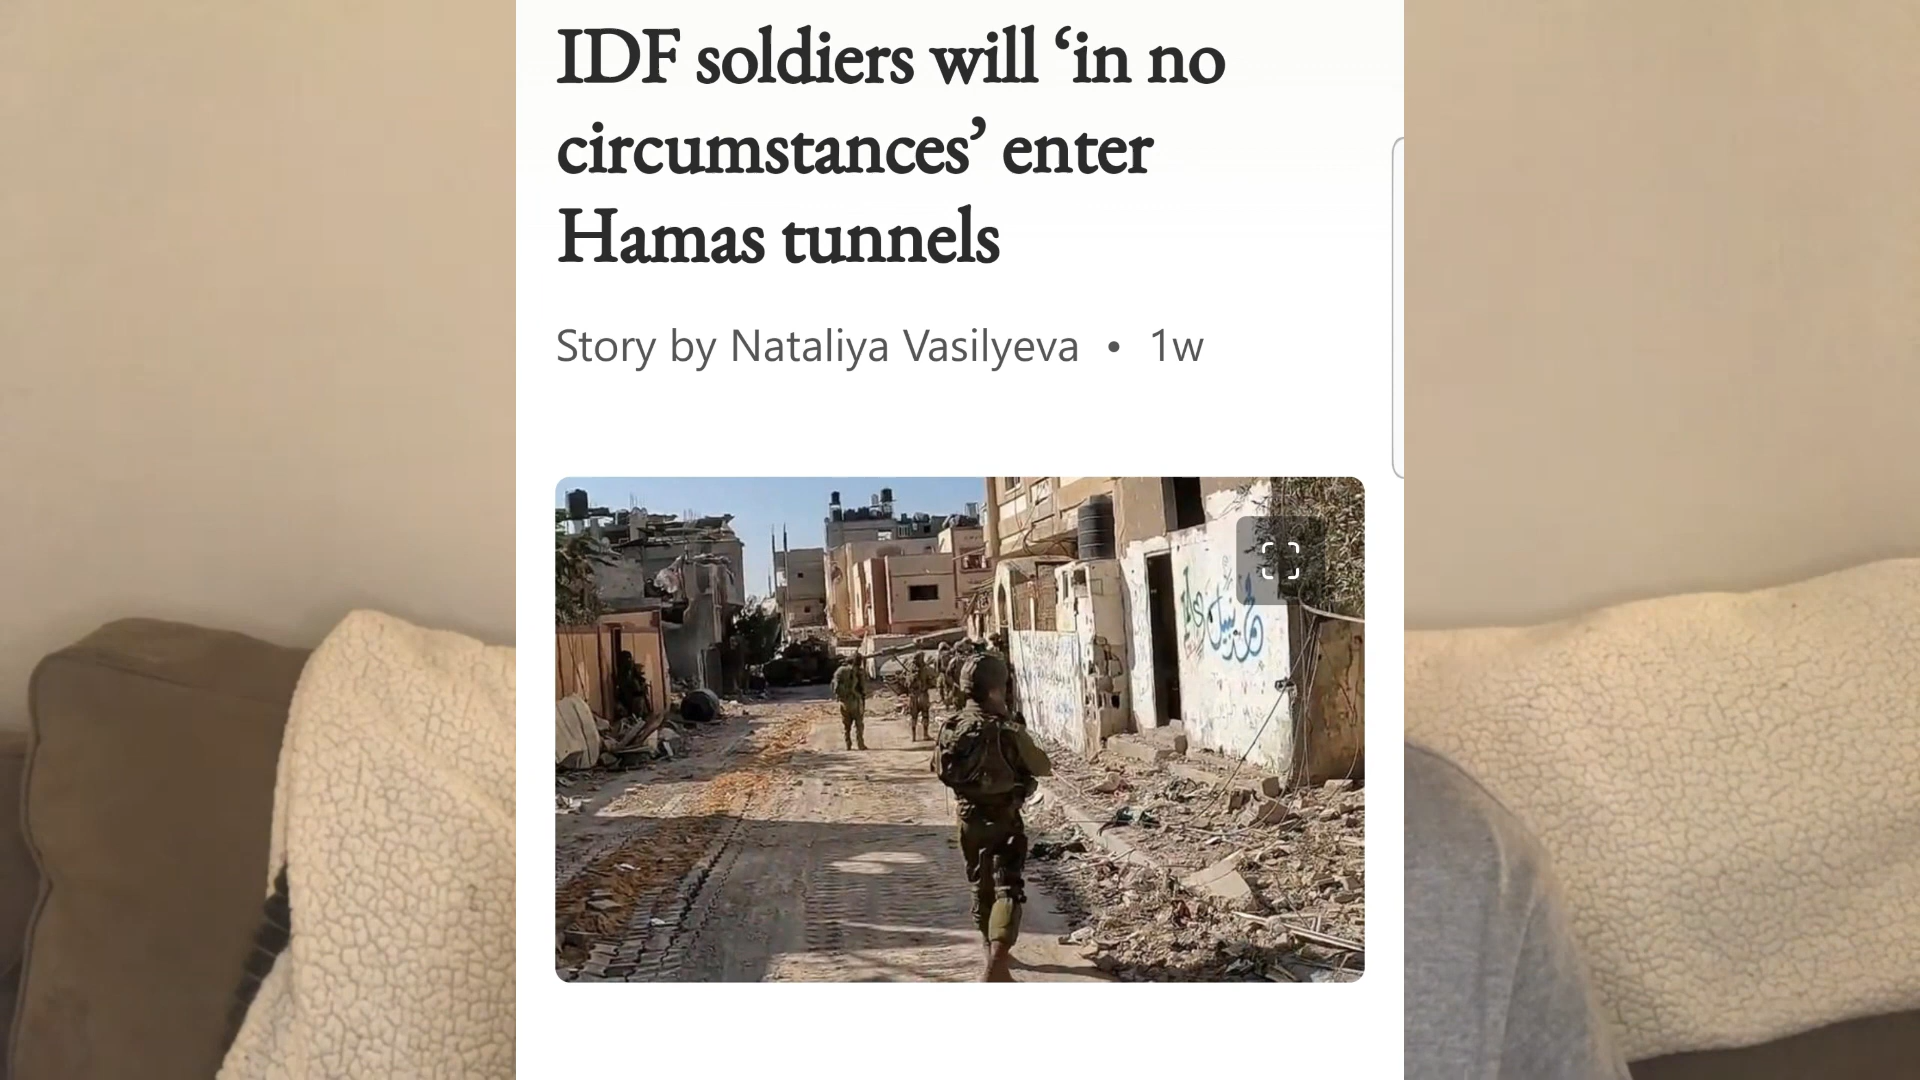 IDF soldiers will ‘in no
circumstances’ enter
Hamas tunnels
Story by Nataliya Vasilyeva • 1w